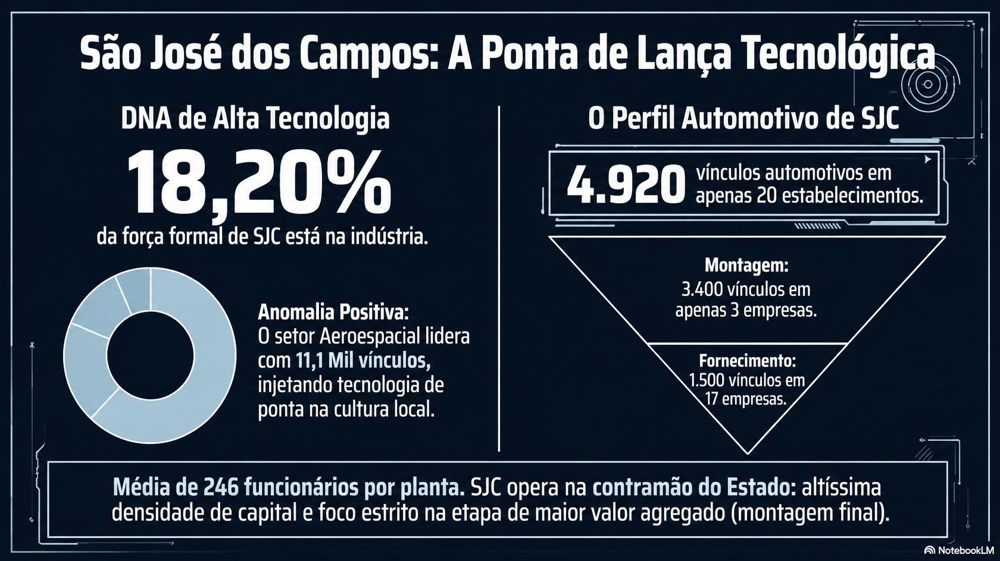 São José dos Campos: A Ponta de Lança Tecnológica
DNA de Alta Tecnologia
18,20%
da força formal de SJC está na indústria.
Anomalia Positiva:
O setor Aeroespacial lidera
com 11,1 Mil vínculos,
injetando tecnologia de
ponta na cultura local.
O Perfil Automotivo de SJC
4.920 vínculos automotivos em
apenas 20 estabelecimentos.
Montagem:
3.400 vínculos em
apenas 3 empresas.
Fornecimento:
1.500 vínculos em
17 empresas.
Média de 246 funcionários por planta. SJC opera na contramão do Estado: altíssima
densidade de capital e foco estrito na etapa de maior valor agregado (montagem final).
NotebookLM